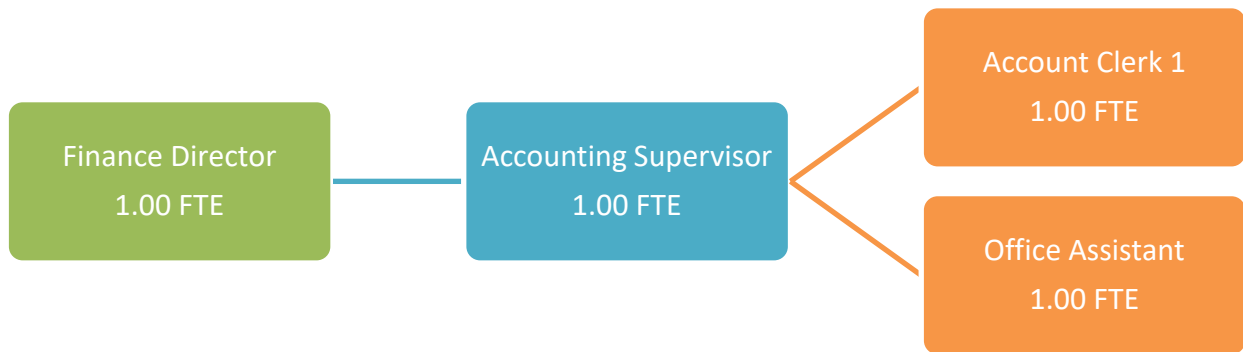 Finance Director
1.00 FTE
Accounting Supervisor
1.00 FTE
Account Clerk 1
1.00 FTE
Office Assistant
1.00 FTE